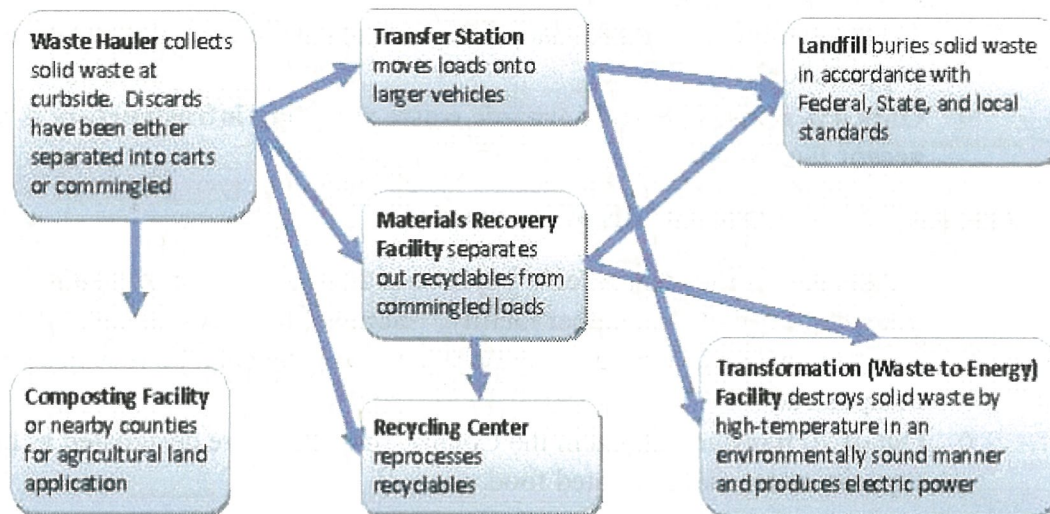 Waste Hauler collects
solid waste at
curbside. Discards
have been either
separated into carts
or commingled
Transfer Station
moves loads onto
larger vehicles
Landfill buries solid waste
in accordance with
Federal, State, and local
standards
Materials Recovery
Facility separates
out recyclables from
commingled loads
Composting Facility
or nearby counties
for agricultural land
application
Recycling Center
reprocesses
recyclables
Transformation (Waste-to-Energy)
Facility destroys solid waste by
high-temperature in an
environmentally sound manner
and produces electric power